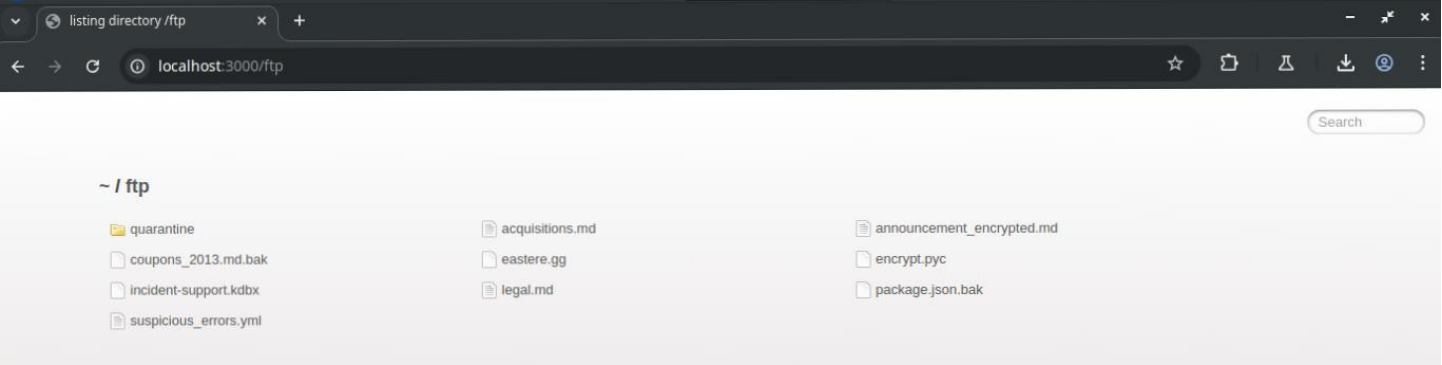 listing directory /ftp
localhost:3000/ftp
Search
~ / ftp
quarantine acquisitions.md announcement_encrypted.md
coupons_2013.md.bak eastere.gg encrypt.pyc
incident-support.kdbx legal.md package.json.bak
suspicious_errors.yml